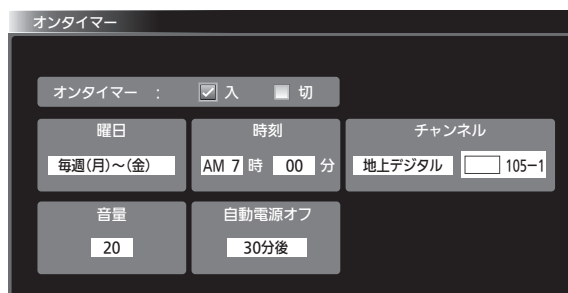 オンタイマー
オンタイマー : 入 切
曜日 時刻 チャンネル
毎週(月)~(金) AM 7 時 00 分 地上デジタル 105-1
音量 自動電源オフ
20 30分後